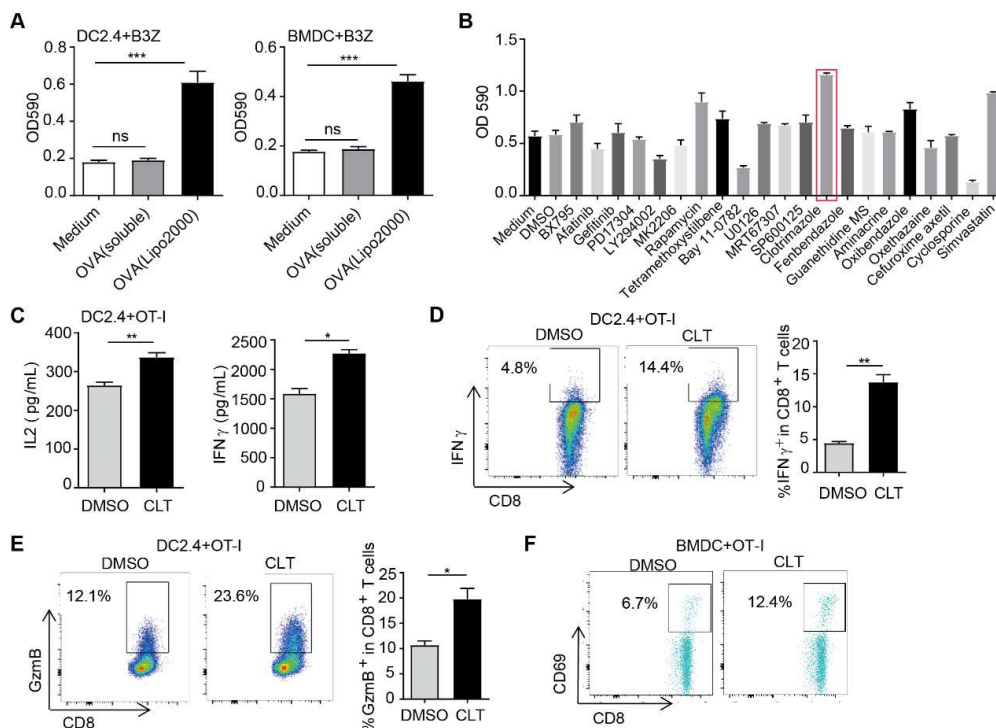 A
DC2.4+B3Z
***
ns
OD590
0.8
0.6
0.4
0.2
0.0
Medium
OVA(soluble)
OVA(Lipo2000)
BMDC+B3Z
***
ns
OD590
0.6
0.4
0.2
0.0
Medium
OVA(soluble)
OVA(Lipo2000)
B
OD 590
1.5
1.0
0.5
0.0
Medium
DMSO
BX795
Afatinib
Gefitinib
PD17304
LY294002
MK2206
Rapamycin
Tetramethoxystilbene
Bay 11-0782
U0126
MRT67307
SP600125
Clotrimazole
Fenbendazole
Guanethidine MS
Aminacrine
Oxibendazole
Oxethazaine
Cefuroxime axetil
Cyclosporine
Simvastatin
C
DC2.4+OT-I
**
IL2 ( pg/mL)
400
300
200
100
0
DMSO
CLT
*
IFN γ (pg/mL)
2500
2000
1500
1000
500
0
DMSO
CLT
D
DC2.4+OT-I
DMSO
CLT
4.8%
14.4%
IFN γ
CD8
**
%IFN γ+ in CD8+ T cells
15
10
5
0
DMSO
CLT
E
DC2.4+OT-I
DMSO
CLT
12.1%
23.6%
GzmB
CD8
*
%GzmB+ in CD8+ T cells
25
20
15
10
5
0
DMSO
CLT
F
BMDC+OT-I
DMSO
CLT
6.7%
12.4%
CD69
CD8